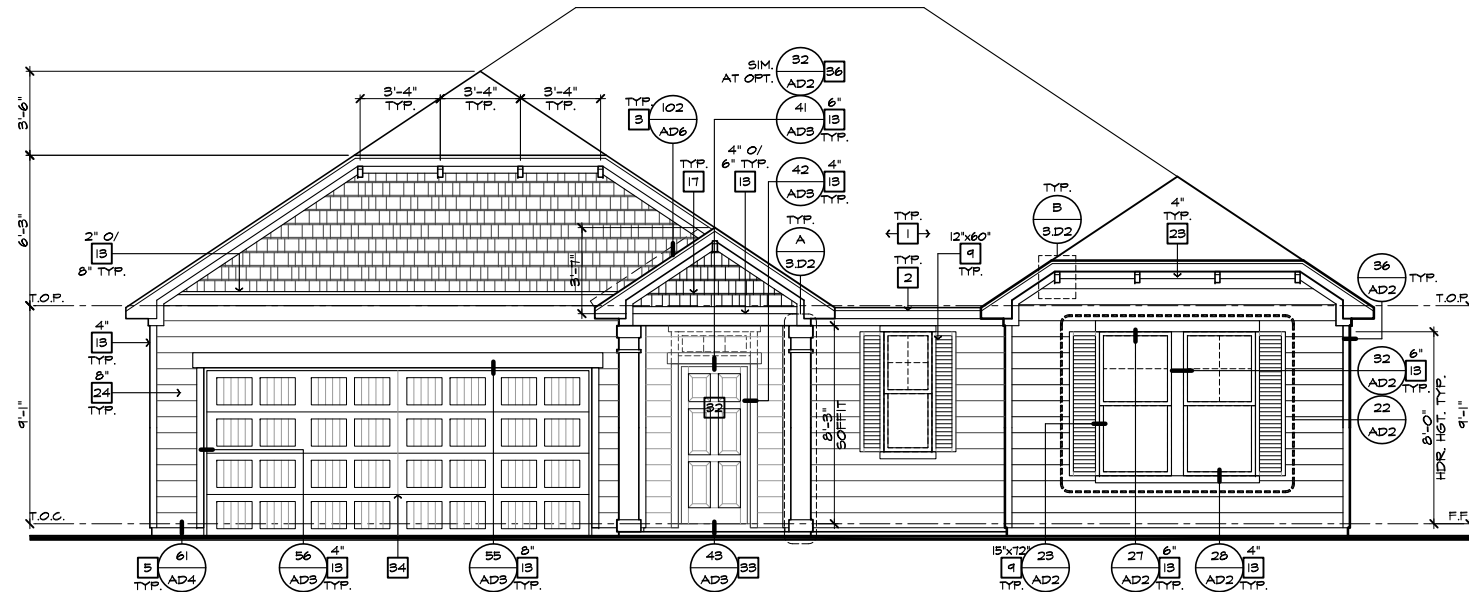 SIM. 32 36
AT OPT. AD2
3'-4" 3'-4" 3'-4"
TYP. TYP. TYP.
TYP. 102
3 AD6
41 6"
AD3 13
TYP.
3'-6"
4" O/
6" TYP.
13
TYP.
17
42 4"
AD3 13
TYP.
TYP.
A
3.D2
TYP.
B
3.D2
4"
TYP.
23
TYP.
1
12"x60"
9
TYP.
TYP.
2
6'-3"
2" O/
13
8" TYP.
3'-7"
36 TYP.
AD2
T.O.P.
T.O.P.
4"
13
TYP.
8"
24
TYP.
32 6"
AD2 13
TYP.
22
AD2
32
9'-1"
8'-3"
SOFFIT
8'-0"
HDR. HGT. TYP.
9'-1"
T.O.C.
F.F.
5 61
TYP. AD4
56 4"
AD3 13
TYP.
34
55 8"
AD3 13
TYP.
43 33
AD3
15"x72" 23
9 AD2
TYP.
27 6"
AD2 13
TYP.
28 4"
AD2 13
TYP.